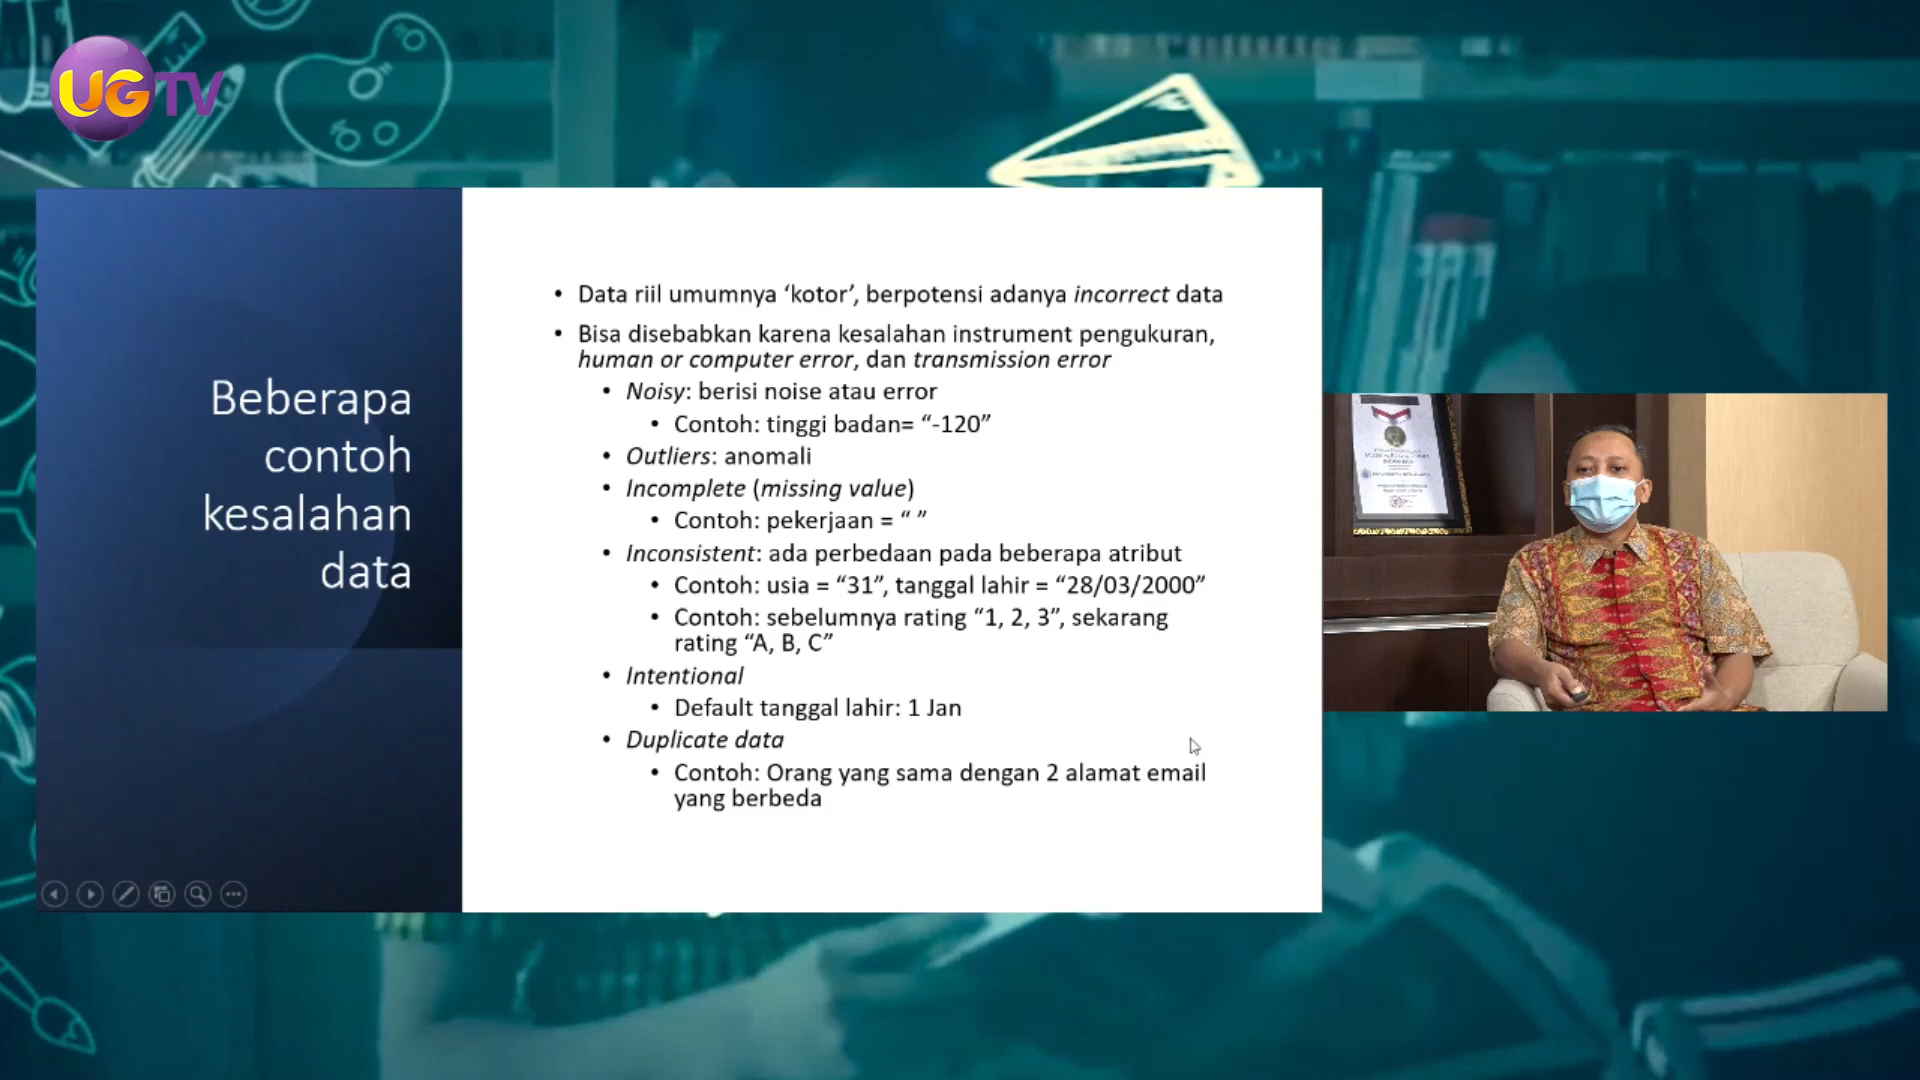 UGTV
Beberapa
contoh
kesalahan
data
• Data riil umumnya ‘kotor’, berpotensi adanya incorrect data
• Bisa disebabkan karena kesalahan instrument pengukuran,
human or computer error, dan transmission error
• Noisy: berisi noise atau error
• Contoh: tinggi badan= “-120”
• Outliers: anomali
• Incomplete (missing value)
• Contoh: pekerjaan = “ ”
• Inconsistent: ada perbedaan pada beberapa atribut
• Contoh: usia = “31”, tanggal lahir = “28/03/2000”
• Contoh: sebelumnya rating “1, 2, 3”, sekarang
rating “A, B, C”
• Intentional
• Default tanggal lahir: 1 Jan
• Duplicate data
• Contoh: Orang yang sama dengan 2 alamat email
yang berbeda